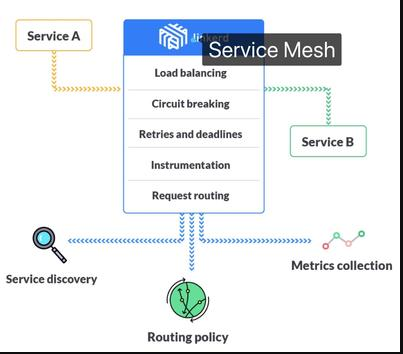 Service A
linkerd
Service Mesh
Load balancing
Circuit breaking
Service B
Retries and deadlines
Instrumentation
Request routing
Service discovery
Metrics collection
Routing policy